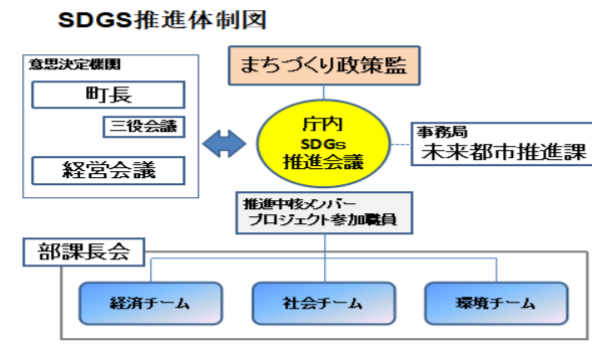 SDGS推進体制図
意思決定機関
町長
三役会議
経営会議
まちづくり政策監
庁内
SDGs
推進会議
事務局
未来都市推進課
推進中核メンバー
プロジェクト参加職員
部課長会
経済チーム
社会チーム
環境チーム